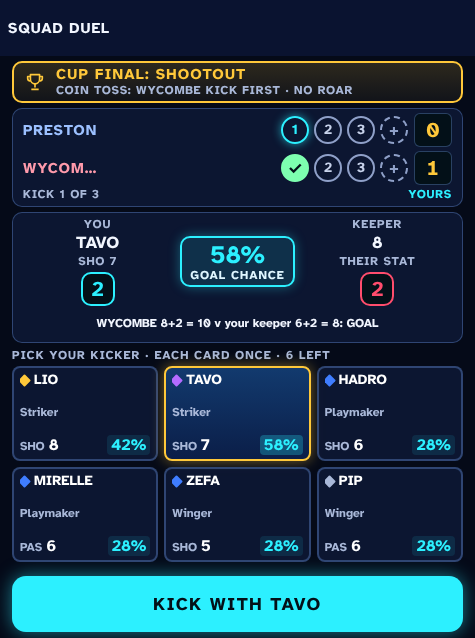 SQUAD DUEL
CUP FINAL: SHOOTOUT
COIN TOSS: WYCOMBE KICK FIRST · NO ROAR
PRESTON 1 2 3 + 0
WYCOM... 2 3 + 1
KICK 1 OF 3 YOURS
YOU
TAVO
SHO 7
2
58%
GOAL CHANCE
KEEPER
8
THEIR STAT
2
WYCOMBE 8+2 = 10 v your keeper 6+2 = 8: GOAL
PICK YOUR KICKER · EACH CARD ONCE · 6 LEFT
LIO
Striker
SHO 8 42%
TAVO
Striker
SHO 7 58%
HADRO
Playmaker
SHO 6 28%
MIRELLE
Playmaker
PAS 6 28%
ZEFA
Winger
SHO 5 28%
PIP
Winger
PAS 6 28%
KICK WITH TAVO